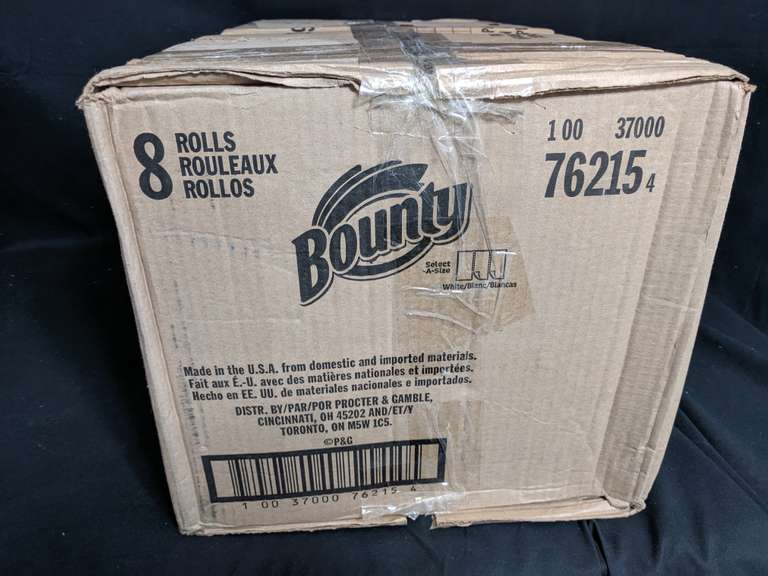 8 ROLLS
ROULEAUX
ROLLOS
1 00 37000
76215 4
Bounty
Select
-A-Size
White/Blanc/Blancas
Made in the U.S.A. from domestic and imported materials.
Fait aux É.-U. avec des matières nationales et importées.
Hecho en EE. UU. de materiales nacionales e importados.
DISTR. BY/PAR/POR PROCTER & GAMBLE,
CINCINNATI, OH 45202 AND/ET/Y
TORONTO, ON M5W 1C5.
©P&G
1 00 37000 76215 4